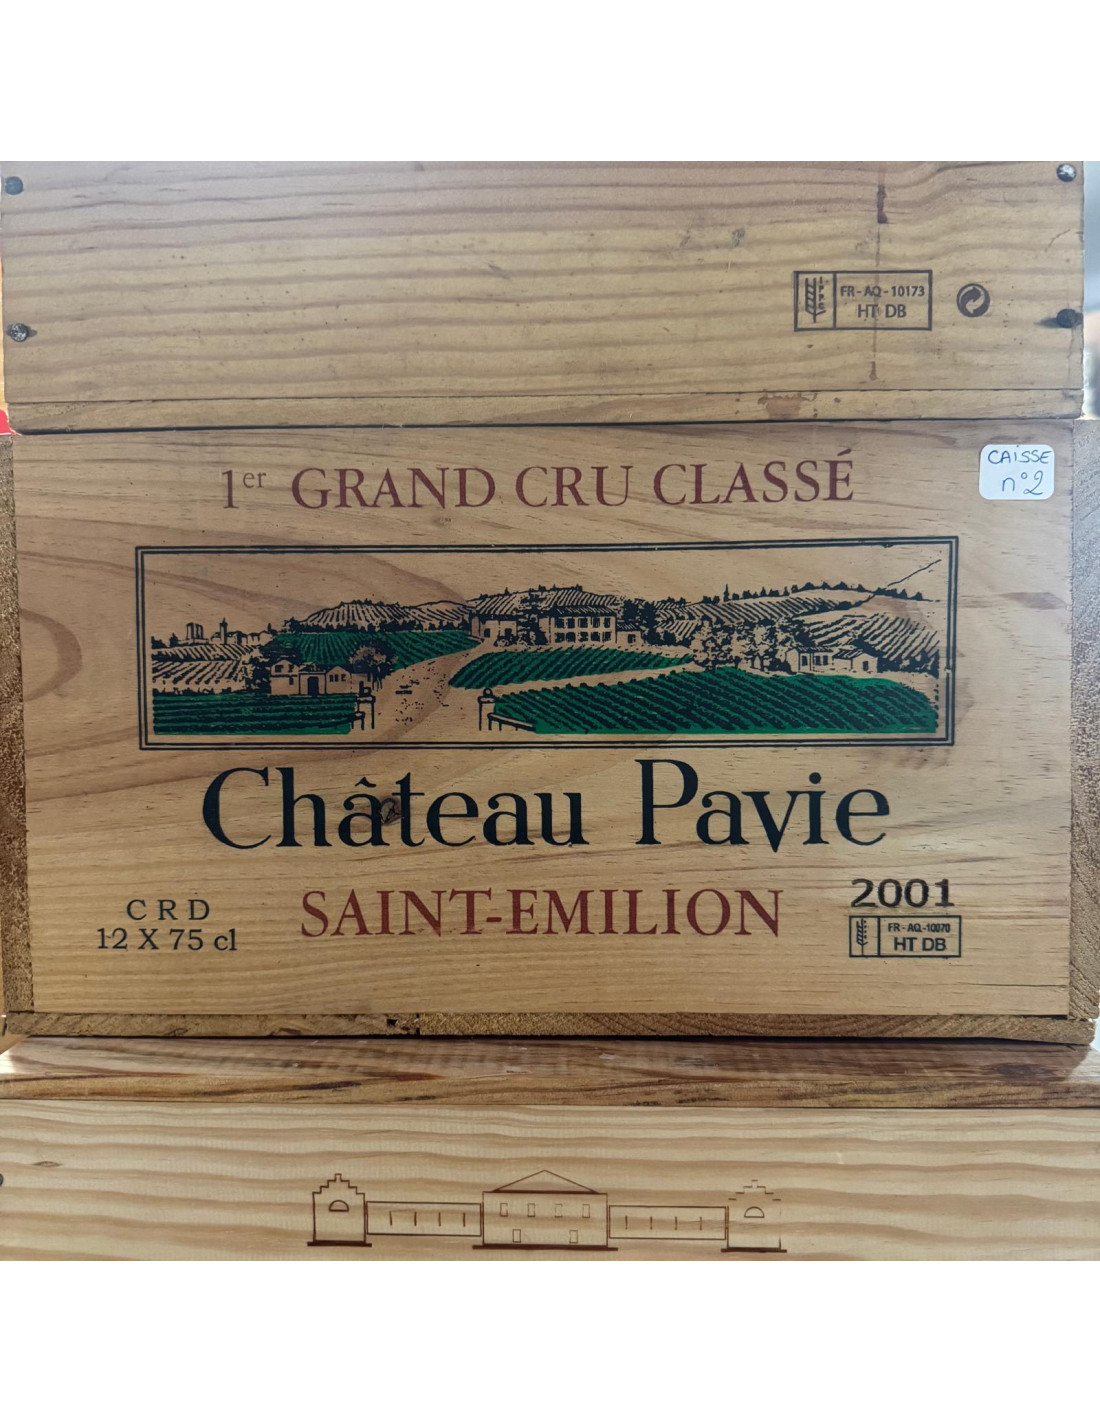 IPPC
FR - AQ - 10173
HT DB
1er GRAND CRU CLASSÉ
CAISSE
n°2
Château Pavie
C R D
12 X 75 cl
SAINT-EMILION
2001
FR - AQ - 10070
HT DB